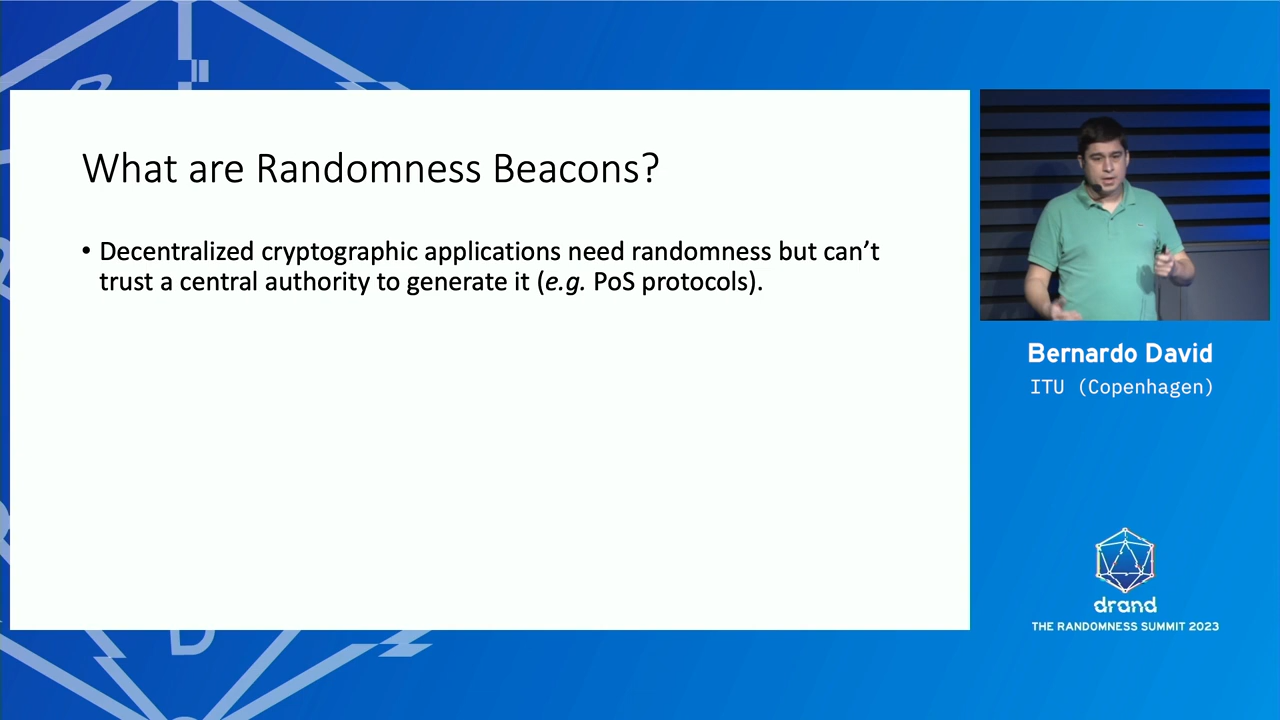 What are Randomness Beacons?
• Decentralized cryptographic applications need randomness but can’t
trust a central authority to generate it (e.g. PoS protocols).
Bernardo David
ITU (Copenhagen)
drand
THE RANDOMNESS SUMMIT 2023